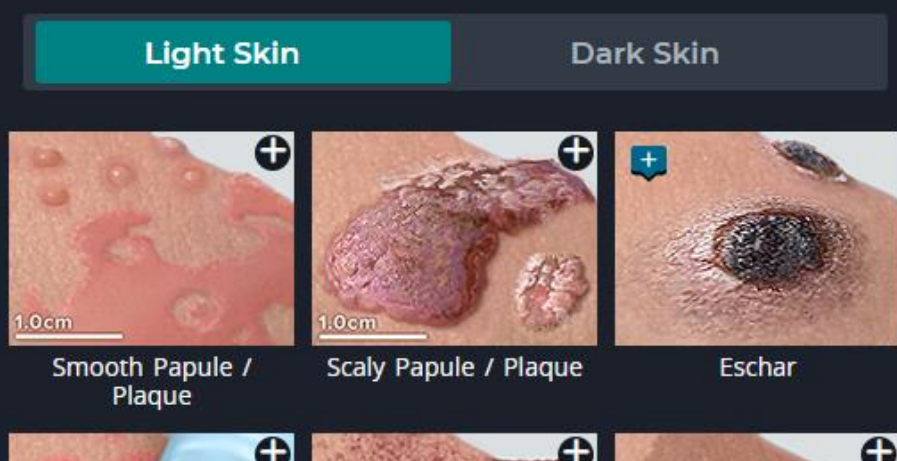 Light Skin
Dark Skin
1.0cm
1.0cm
Smooth Papule /
Plaque
Scaly Papule / Plaque
Eschar